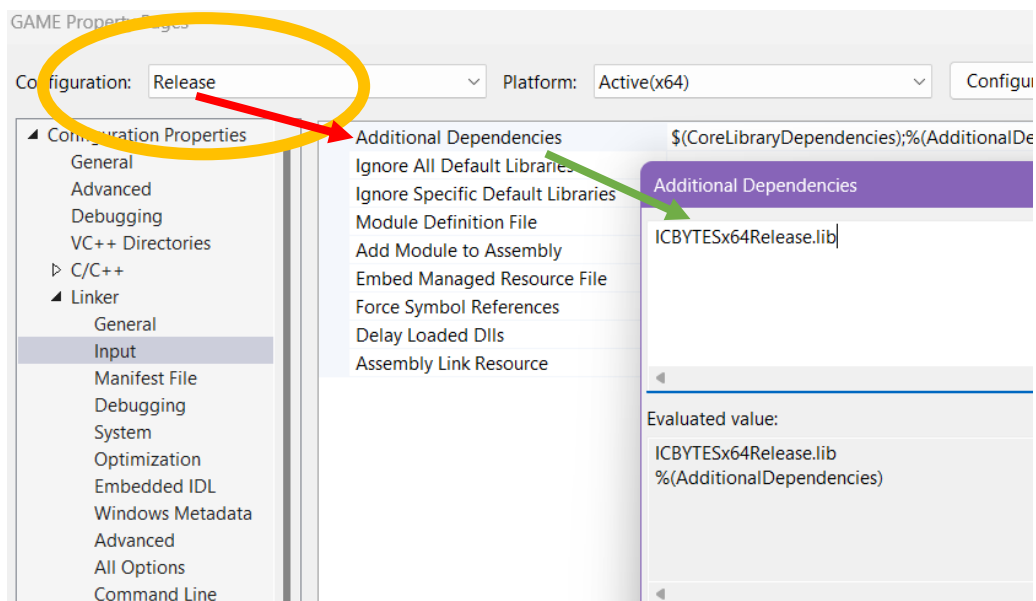 GAME Property Pages
Configuration: Release Platform: Active(x64) Configur
Configuration Properties
General
Advanced
Debugging
VC++ Directories
C/C++
Linker
General
Input
Manifest File
Debugging
System
Optimization
Embedded IDL
Windows Metadata
Advanced
All Options
Command Line
Additional Dependencies $(CoreLibraryDependencies);%(AdditionalDe
Ignore All Default Libraries
Ignore Specific Default Libraries
Module Definition File
Add Module to Assembly
Embed Managed Resource File
Force Symbol References
Delay Loaded Dlls
Assembly Link Resource
Additional Dependencies
ICBYTESx64Release.lib
Evaluated value:
ICBYTESx64Release.lib
%(AdditionalDependencies)